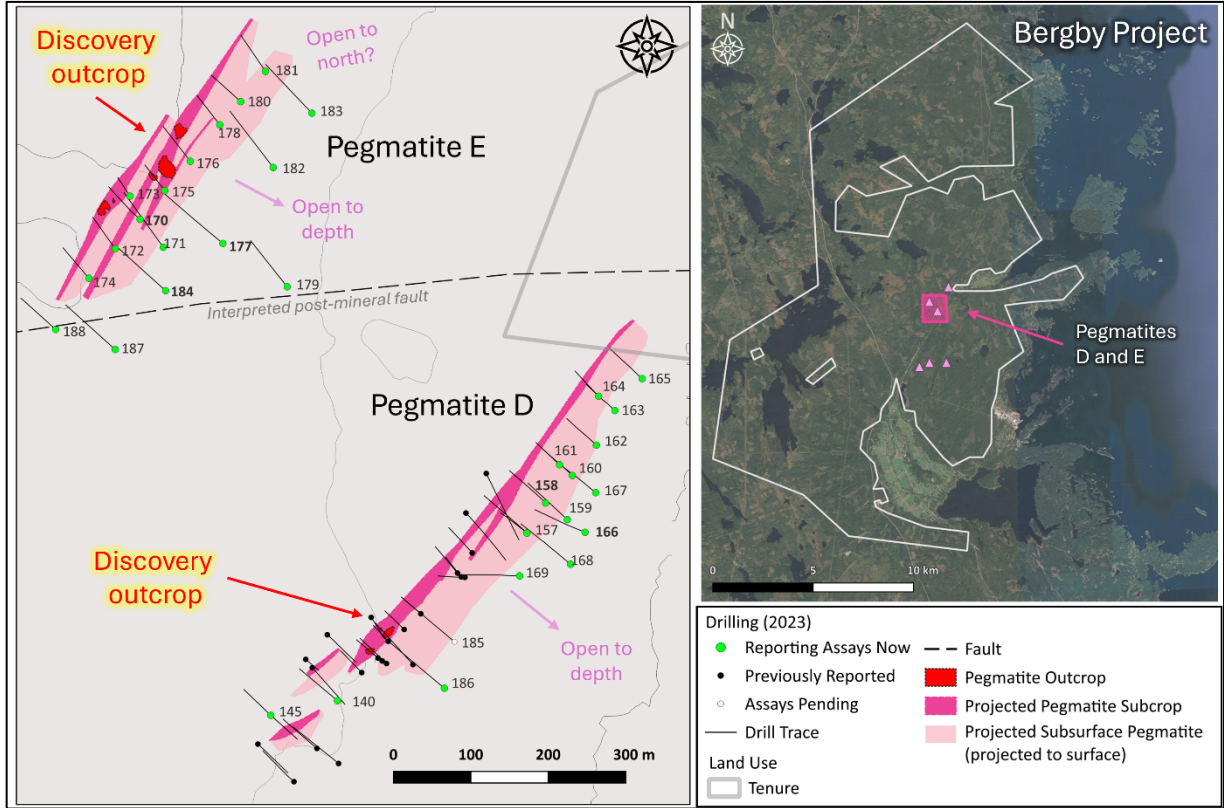 Discovery
outcrop
Open to
north?
181
180
183
178
Pegmatite E
176
182
175
173
Open to
depth
170
177
171
172
174
179
184
Interpreted post-mineral fault
188
187
Pegmatite D
165
164
163
162
161
160
158
167
159
157
166
168
Discovery
outcrop
169
185
Open to
depth
186
140
145
0 100 200 300 m
N
Bergby Project
Pegmatites
D and E
0 5 10 km
Drilling (2023)
Reporting Assays Now
Previously Reported
Assays Pending
Drill Trace
Land Use
Tenure
Fault
Pegmatite Outcrop
Projected Pegmatite Subcrop
Projected Subsurface Pegmatite
(projected to surface)